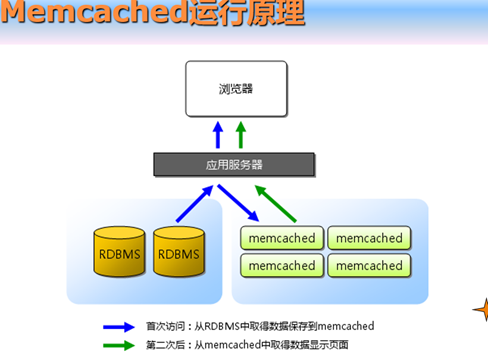 Memcached运行原理
浏览器
应用服务器
RDBMS RDBMS
memcached memcached
memcached memcached
首次访问：从RDBMS中取得数据保存到memcached
第二次后：从memcached中取得数据显示页面